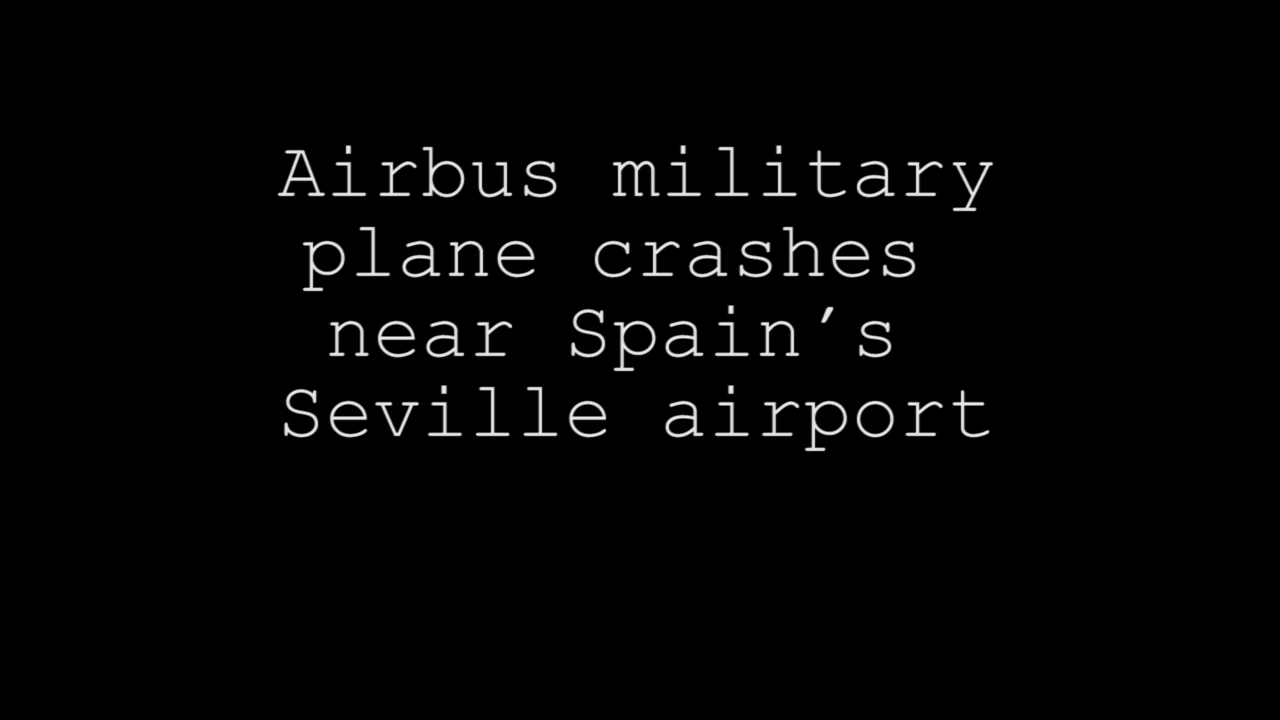 Airbus military
plane crashes
near Spain’s
Seville airport